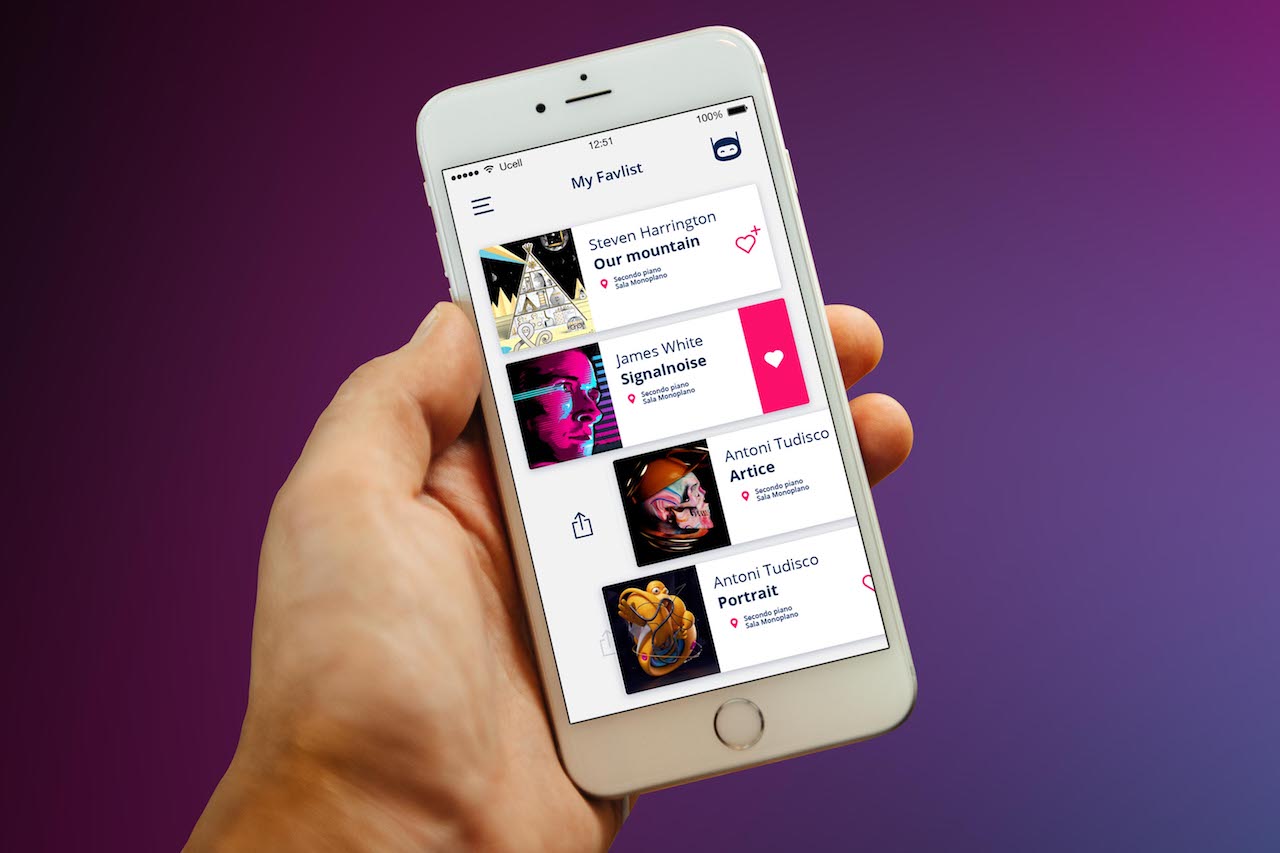 Ucell
12:51
100%
My Favlist
Steven Harrington
Our mountain
Secondo piano
Sala Monoplano
James White
Signalnoise
Secondo piano
Sala Monoplano
Antoni Tudisco
Artice
Secondo piano
Sala Monoplano
Antoni Tudisco
Portrait
Secondo piano
Sala Monoplano